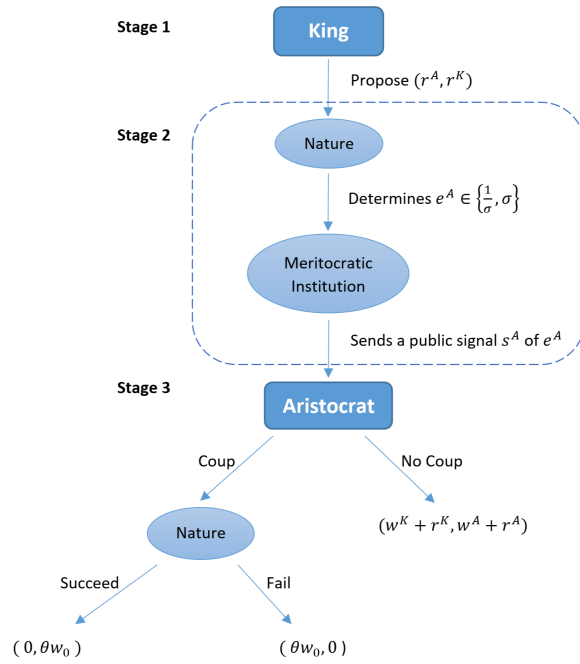 Stage 1
King
Propose (r^A, r^K)
Stage 2
Nature
Determines e^A ∈ {1/σ, σ}
Meritocratic
Institution
Sends a public signal s^A of e^A
Stage 3
Aristocrat
Coup
No Coup
Nature
(w^K + r^K, w^A + r^A)
Succeed
Fail
( 0, θw_0 )
(θw_0, 0 )